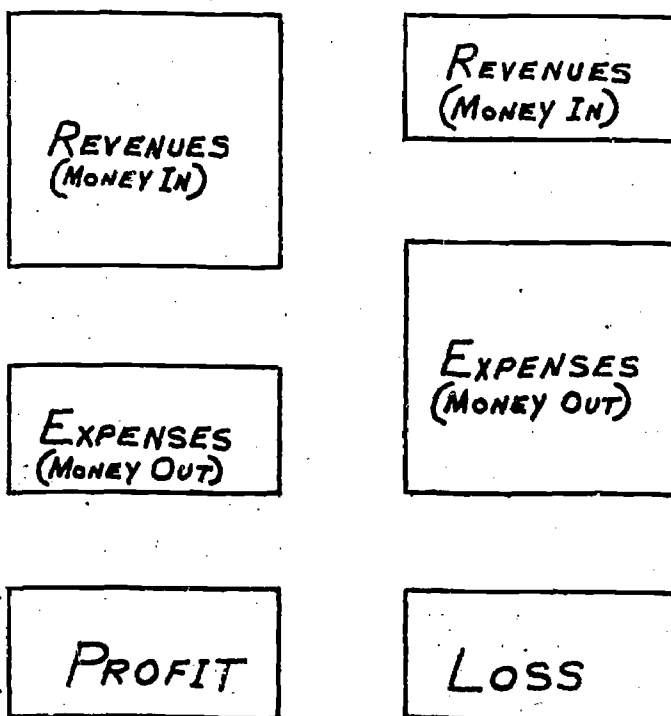 REVENUES
(MONEY IN)
EXPENSES
(MONEY OUT)
PROFIT
REVENUES
(MONEY IN)
EXPENSES
(MONEY OUT)
LOSS